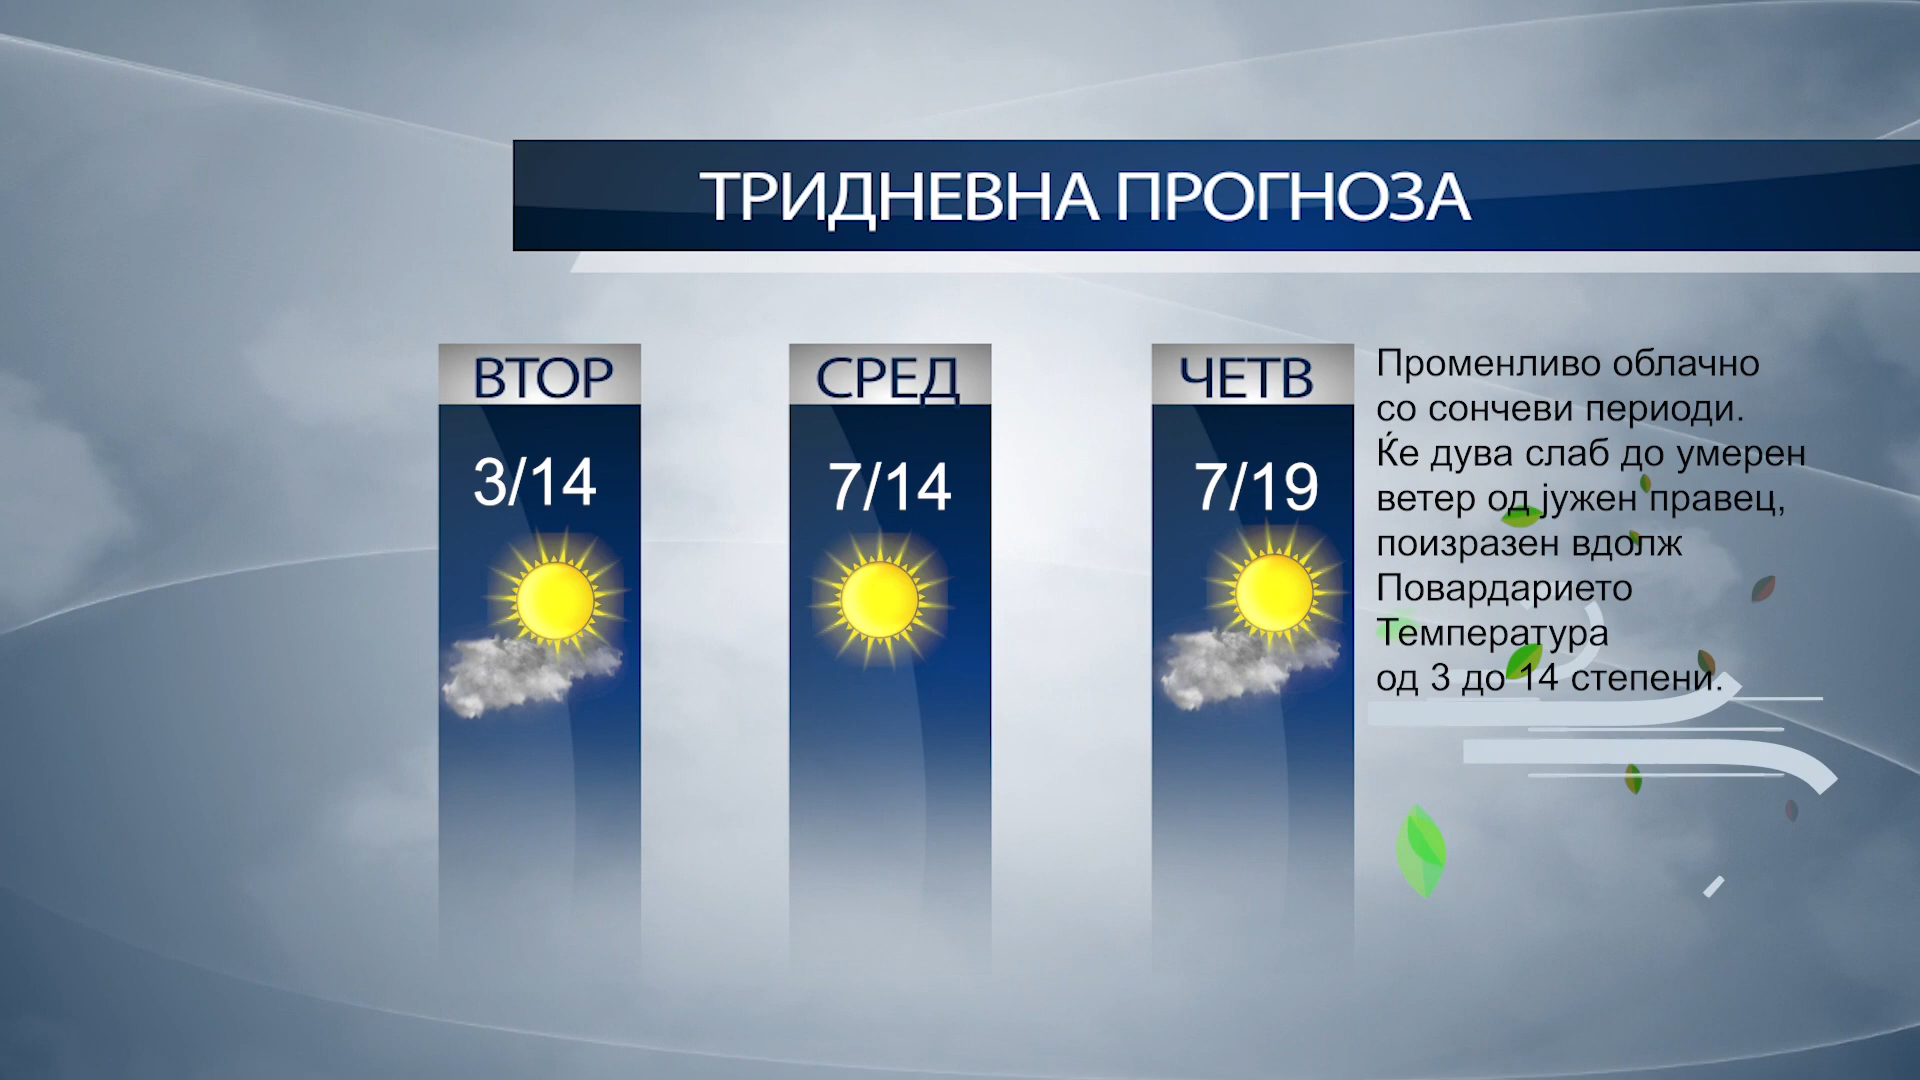 ТРИДНЕВНА ПРОГНОЗА
ВТОР
3/14
СРЕД
7/14
ЧЕТВ
7/19
Променливо облачно
со сончеви периоди.
Ќе дува слаб до умерен
ветер од јужен правец,
поизразен вдолж
Повардарието
Температура
од 3 до 14 степени.